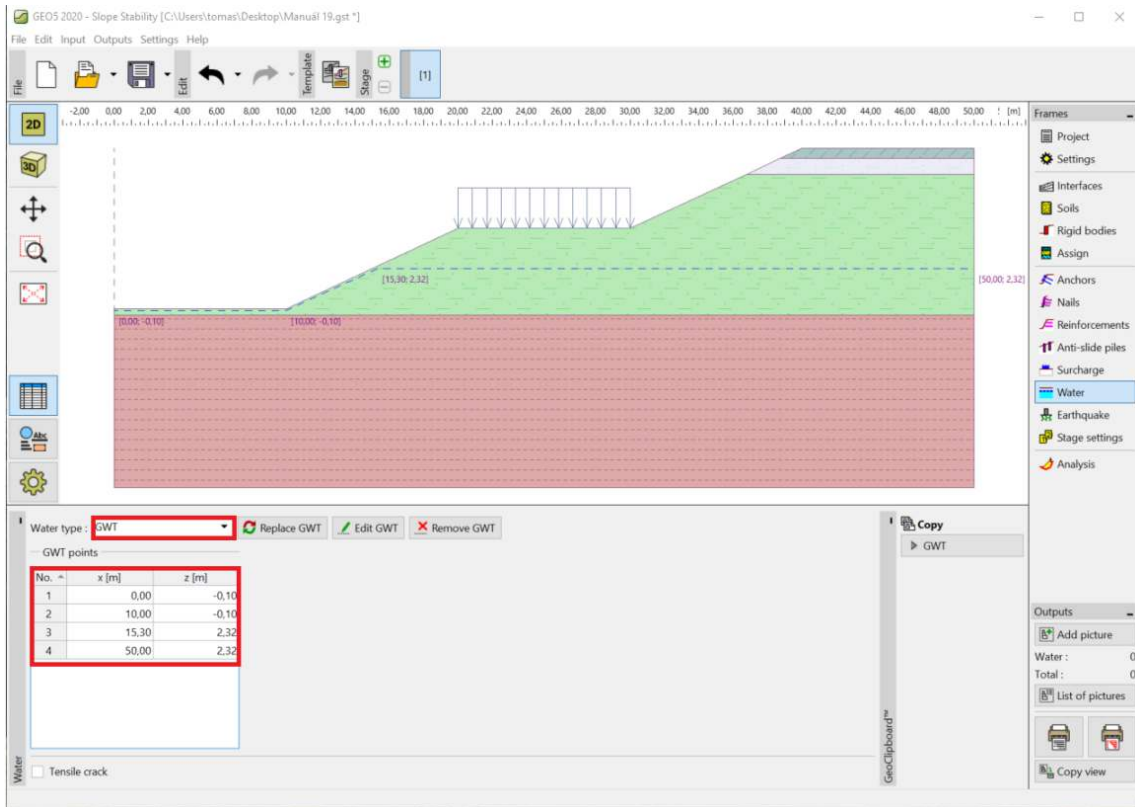 GEO5 2020 - Slope Stability [C:\Users\tomas\Desktop\Manuál 19.gst *]
File Edit Input Outputs Settings Help
File
Edit
Template
Stage
[1]
2D
3D
-2,00 0,00 2,00 4,00 6,00 8,00 10,00 12,00 14,00 16,00 18,00 20,00 22,00 24,00 26,00 28,00 30,00 32,00 34,00 36,00 38,00 40,00 42,00 44,00 46,00 48,00 50,00 [m]
[15,30; 2,32]
[50,00; 2,32]
[0,00; -0,10]
[10,00; -0,10]
Abc
Frames
Project
Settings
Interfaces
Soils
Rigid bodies
Assign
Anchors
Nails
Reinforcements
Anti-slide piles
Surcharge
Water
Earthquake
Stage settings
Analysis
Water type : GWT
Replace GWT
Edit GWT
Remove GWT
GWT points
No. x [m] z [m]
1 0,00 -0,10
2 10,00 -0,10
3 15,30 2,32
4 50,00 2,32
Tensile crack
Water
Copy
GWT
GeoClipboard™
Outputs
Add picture
Water : 0
Total : 0
List of pictures
Copy view